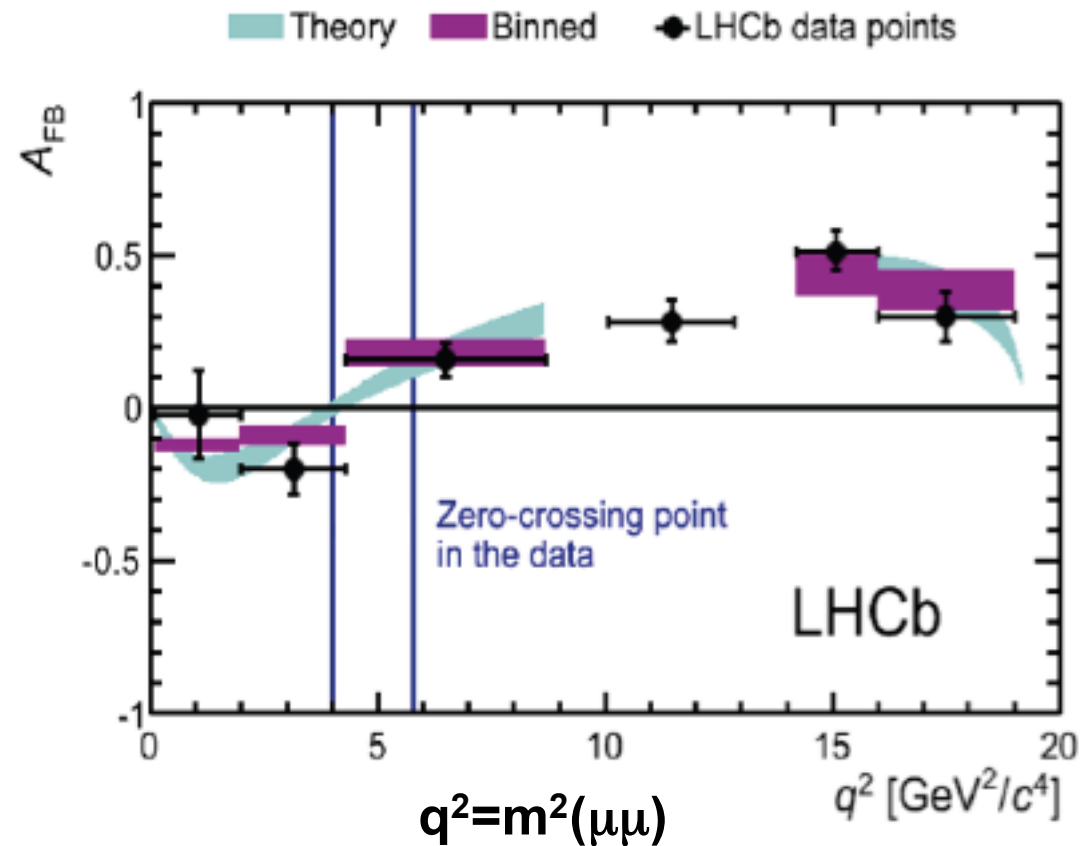 Theory Binned LHCb data points
A_FB
1
0.5
0
-0.5
-1
Zero-crossing point
in the data
LHCb
0 5 10 15 20
q² [GeV²/c⁴]
q²=m²(μμ)